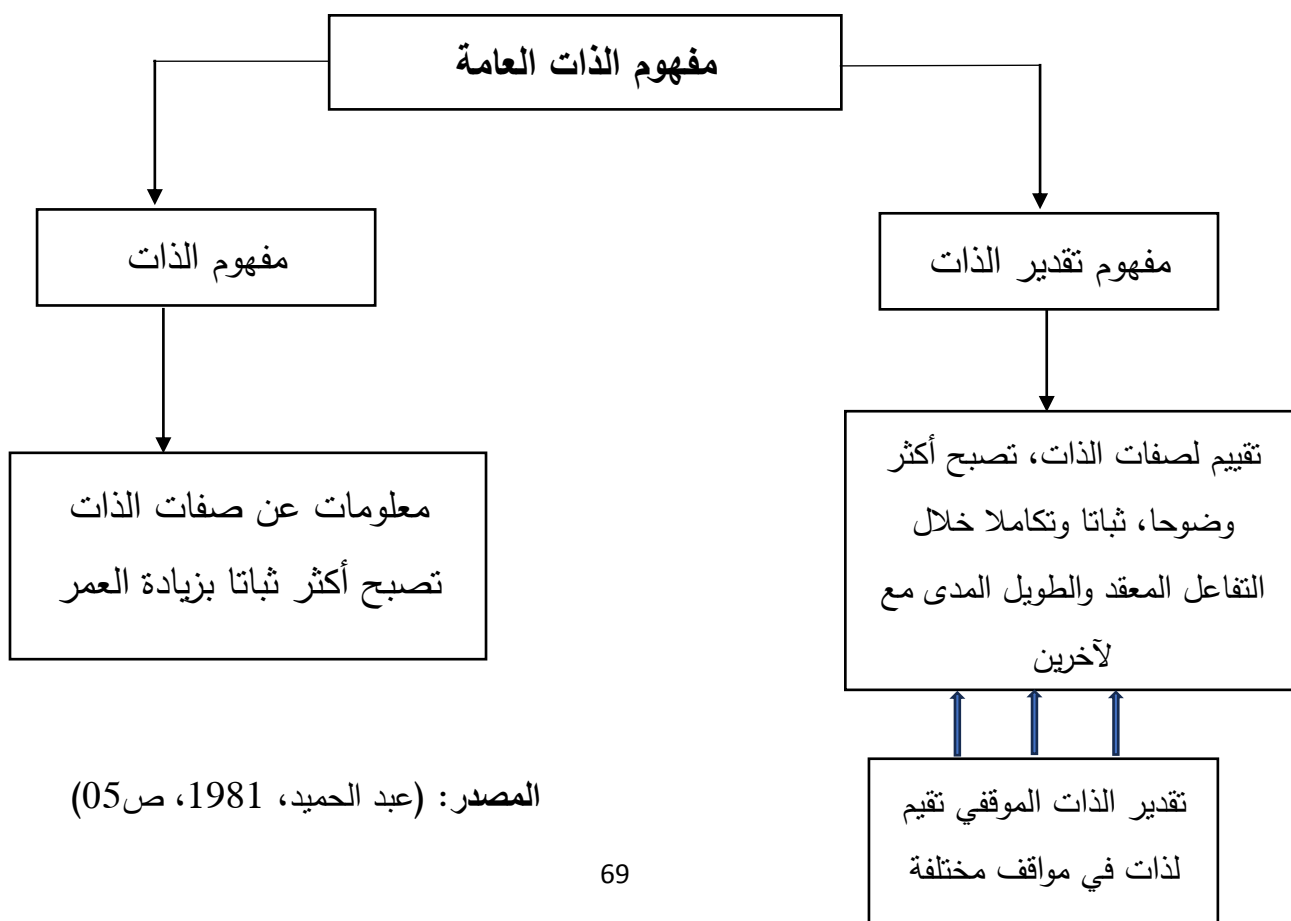 مفهوم الذات العامة
مفهوم تقدير الذات
مفهوم الذات
تقييم لصفات الذات، تصبح أكثر
وضوحا، ثباتا وتكاملا خلال
التفاعل المعقد والطويل المدى مع
لآخرين
معلومات عن صفات الذات
تصبح أكثر ثباتا بزيادة العمر
تقدير الذات الموقفي تقيم
لذات في مواقف مختلفة
المصدر: (عبد الحميد، 1981، ص05)
69